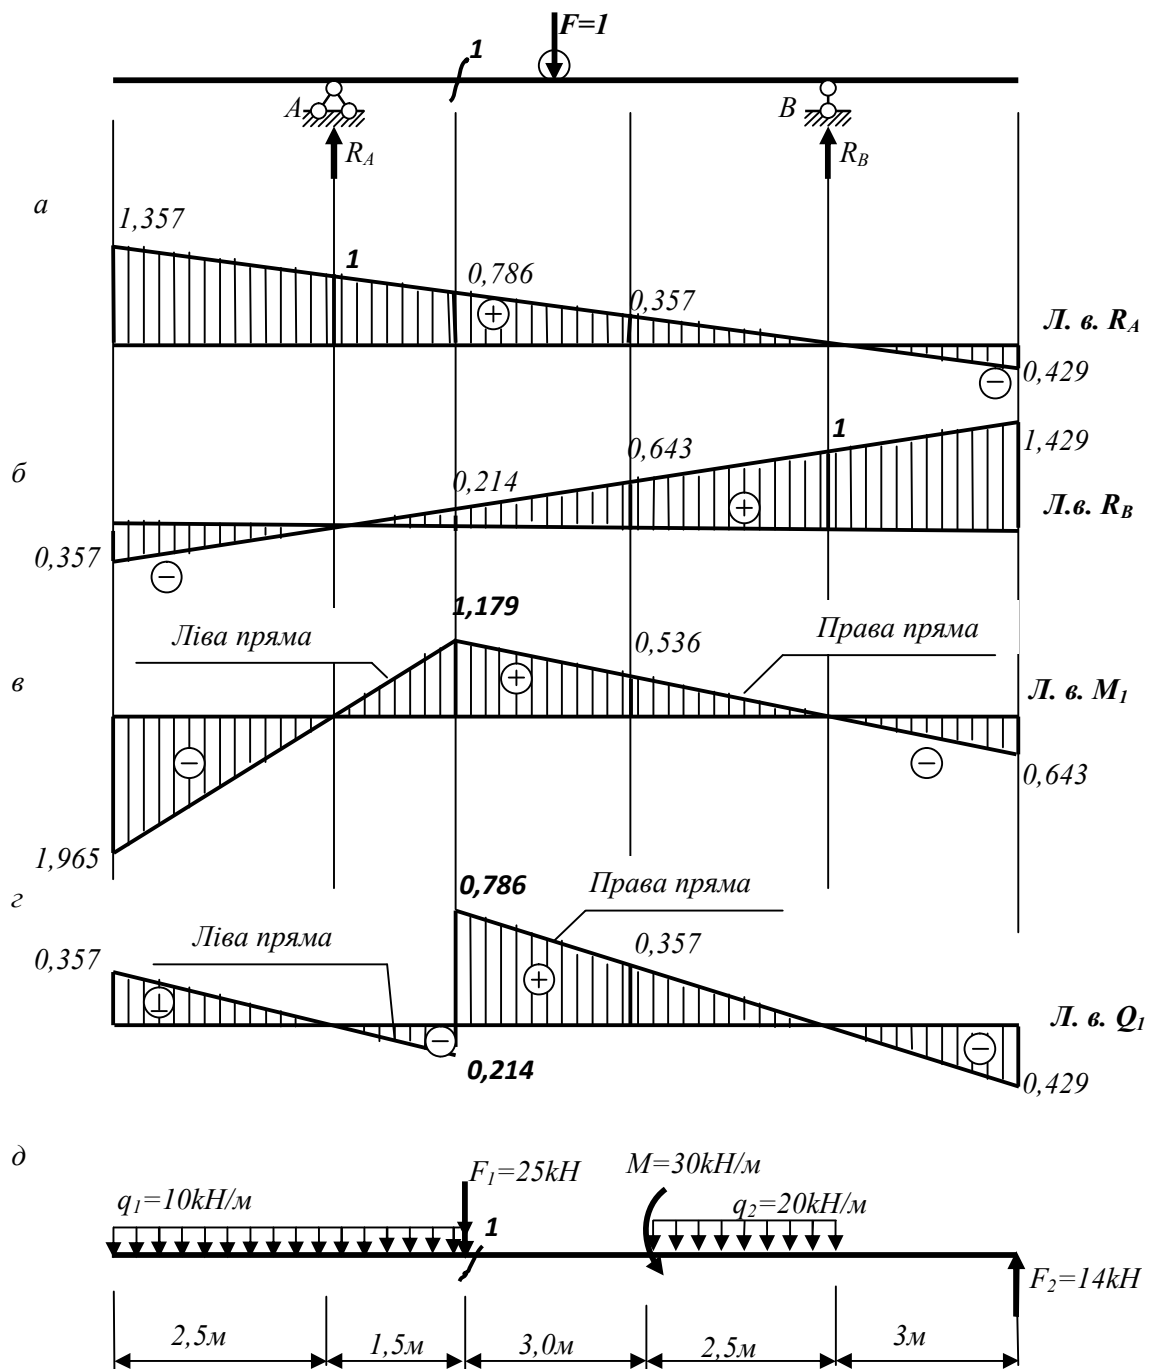 F=1
1
A
B
R_A
R_B
а
1,357
1
0,786
0,357
Л. в. R_A
0,429
б
0,214
0,643
1
1,429
Л.в. R_B
0,357
1,179
Ліва пряма
0,536
Права пряма
в
Л. в. M_1
0,643
1,965
г
0,786
Права пряма
Ліва пряма
0,357
0,357
Л. в. Q_1
0,214
0,429
д
F_1=25kH
M=30kH/м
q_1=10kH/м
q_2=20kH/м
1
F_2=14kH
2,5м
1,5м
3,0м
2,5м
3м